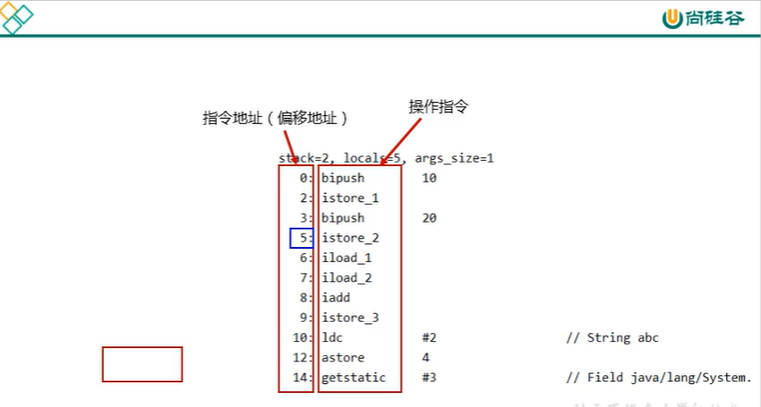 尚硅谷
操作指令
指令地址（偏移地址）
stack=2, locals=5, args_size=1
0: bipush 10
2: istore_1
3: bipush 20
5: istore_2
6: iload_1
7: iload_2
8: iadd
9: istore_3
10: ldc #2 // String abc
12: astore 4
14: getstatic #3 // Field java/lang/System.